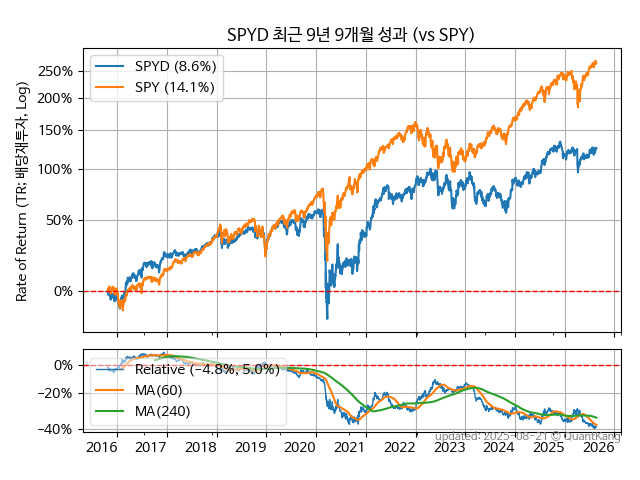 SPYD 최근 9년 9개월 성과 (vs SPY)
SPYD (8.6%)
SPY (14.1%)
250%
200%
150%
100%
50%
0%
Rate of Return (TR: 배당재투자, Log)
Relative (−4.8%, 5.0%)
MA(60)
MA(240)
0%
−20%
−40%
2016 2017 2018 2019 2020 2021 2022 2023 2024 2025 2026
updated: 2025-08-21 © QuantKang